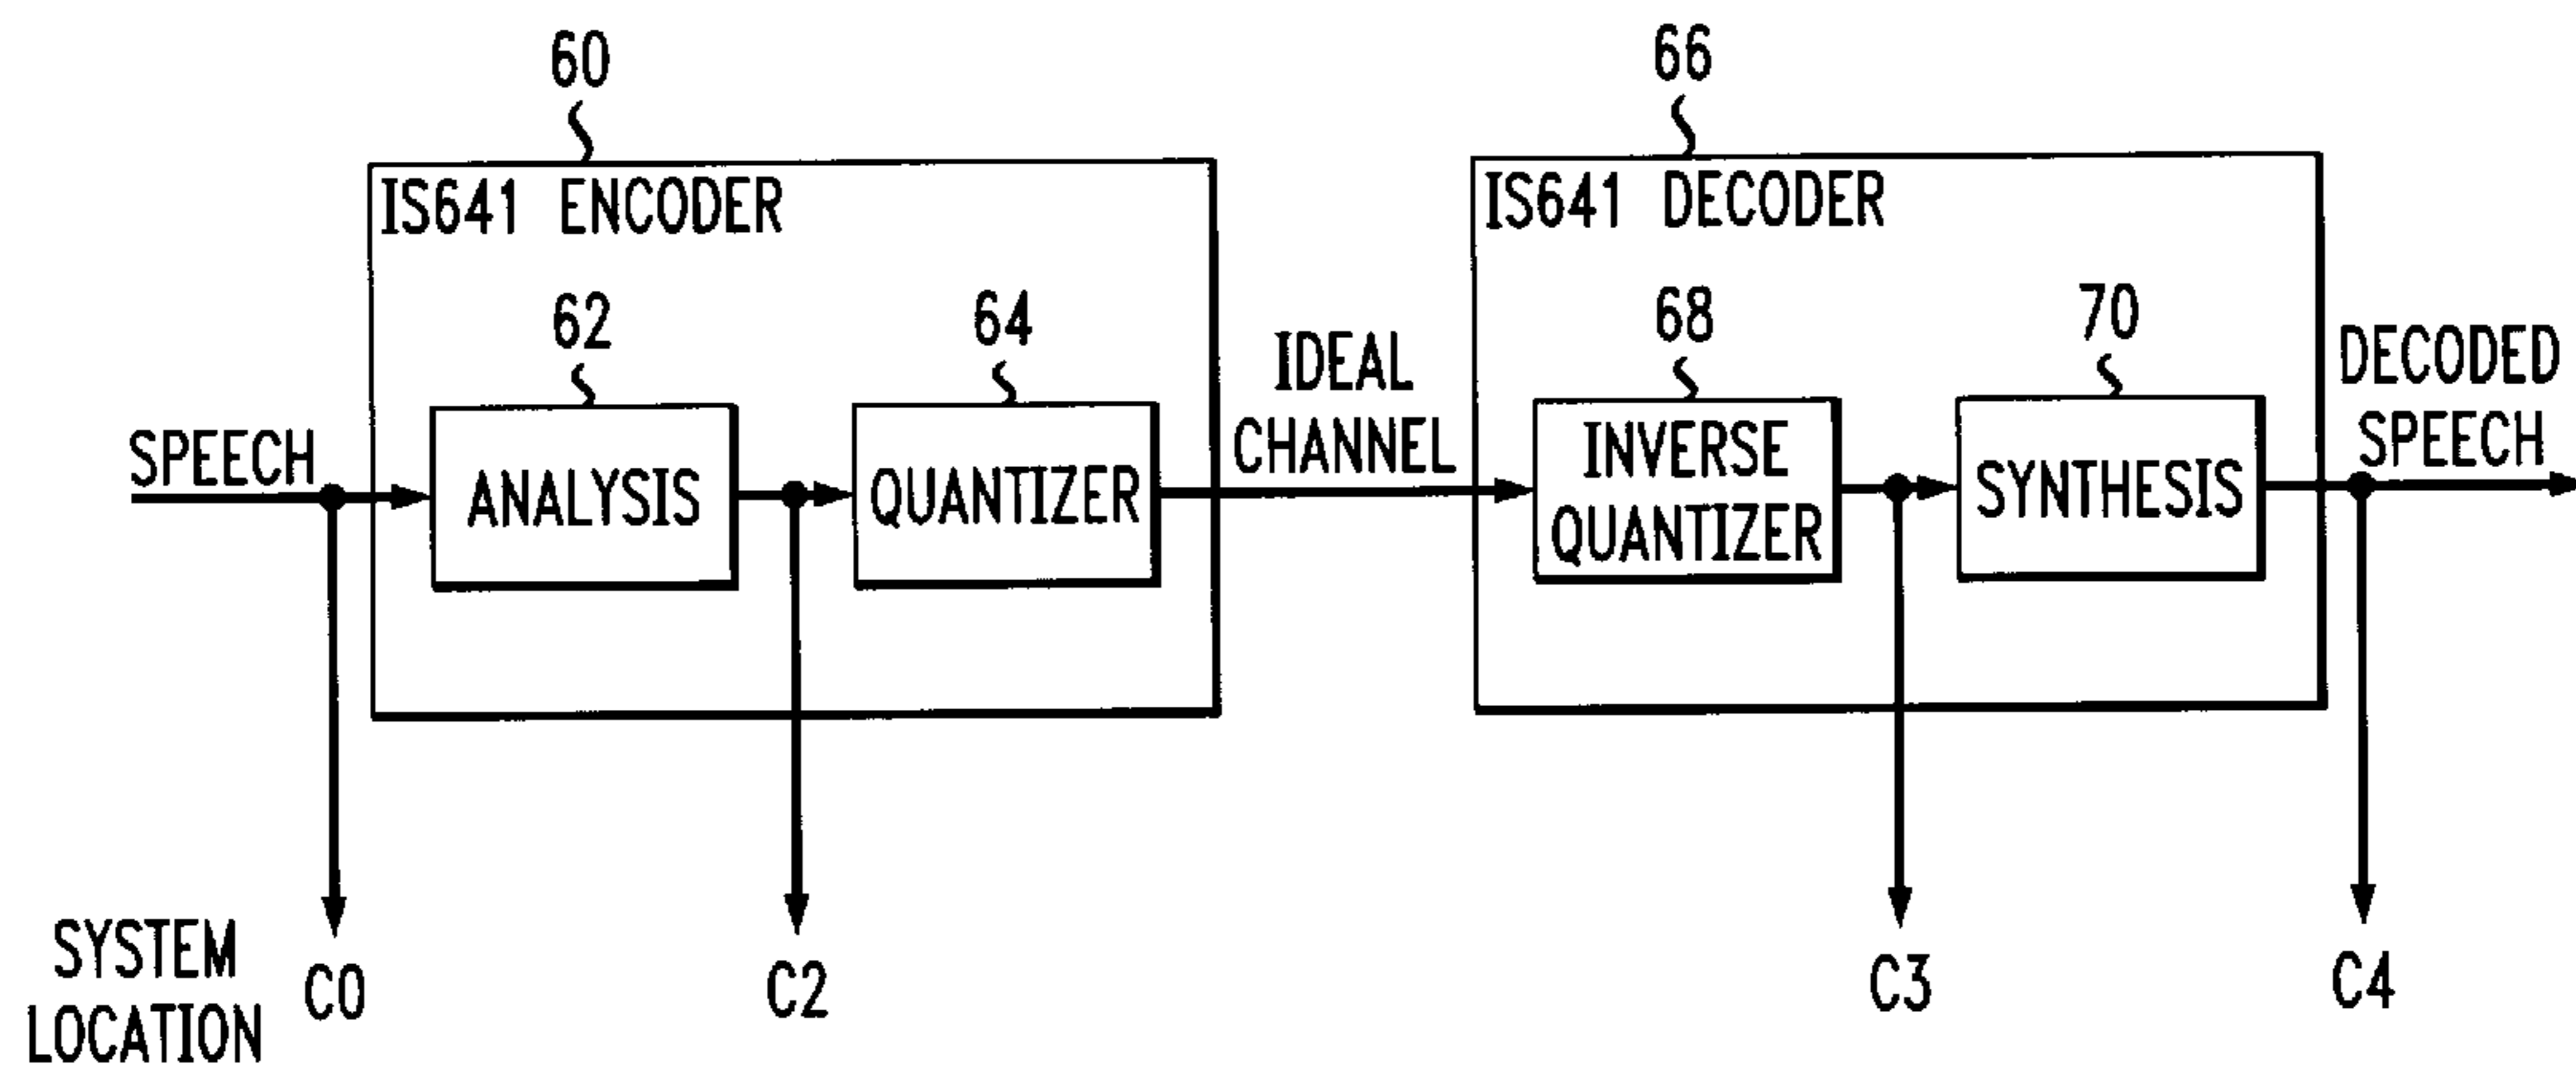 60
66
IS641 ENCODER
IS641 DECODER
62
64
68
70
SPEECH
ANALYSIS
QUANTIZER
IDEAL
CHANNEL
INVERSE
QUANTIZER
SYNTHESIS
DECODED
SPEECH
SYSTEM
LOCATION
C0
C2
C3
C4